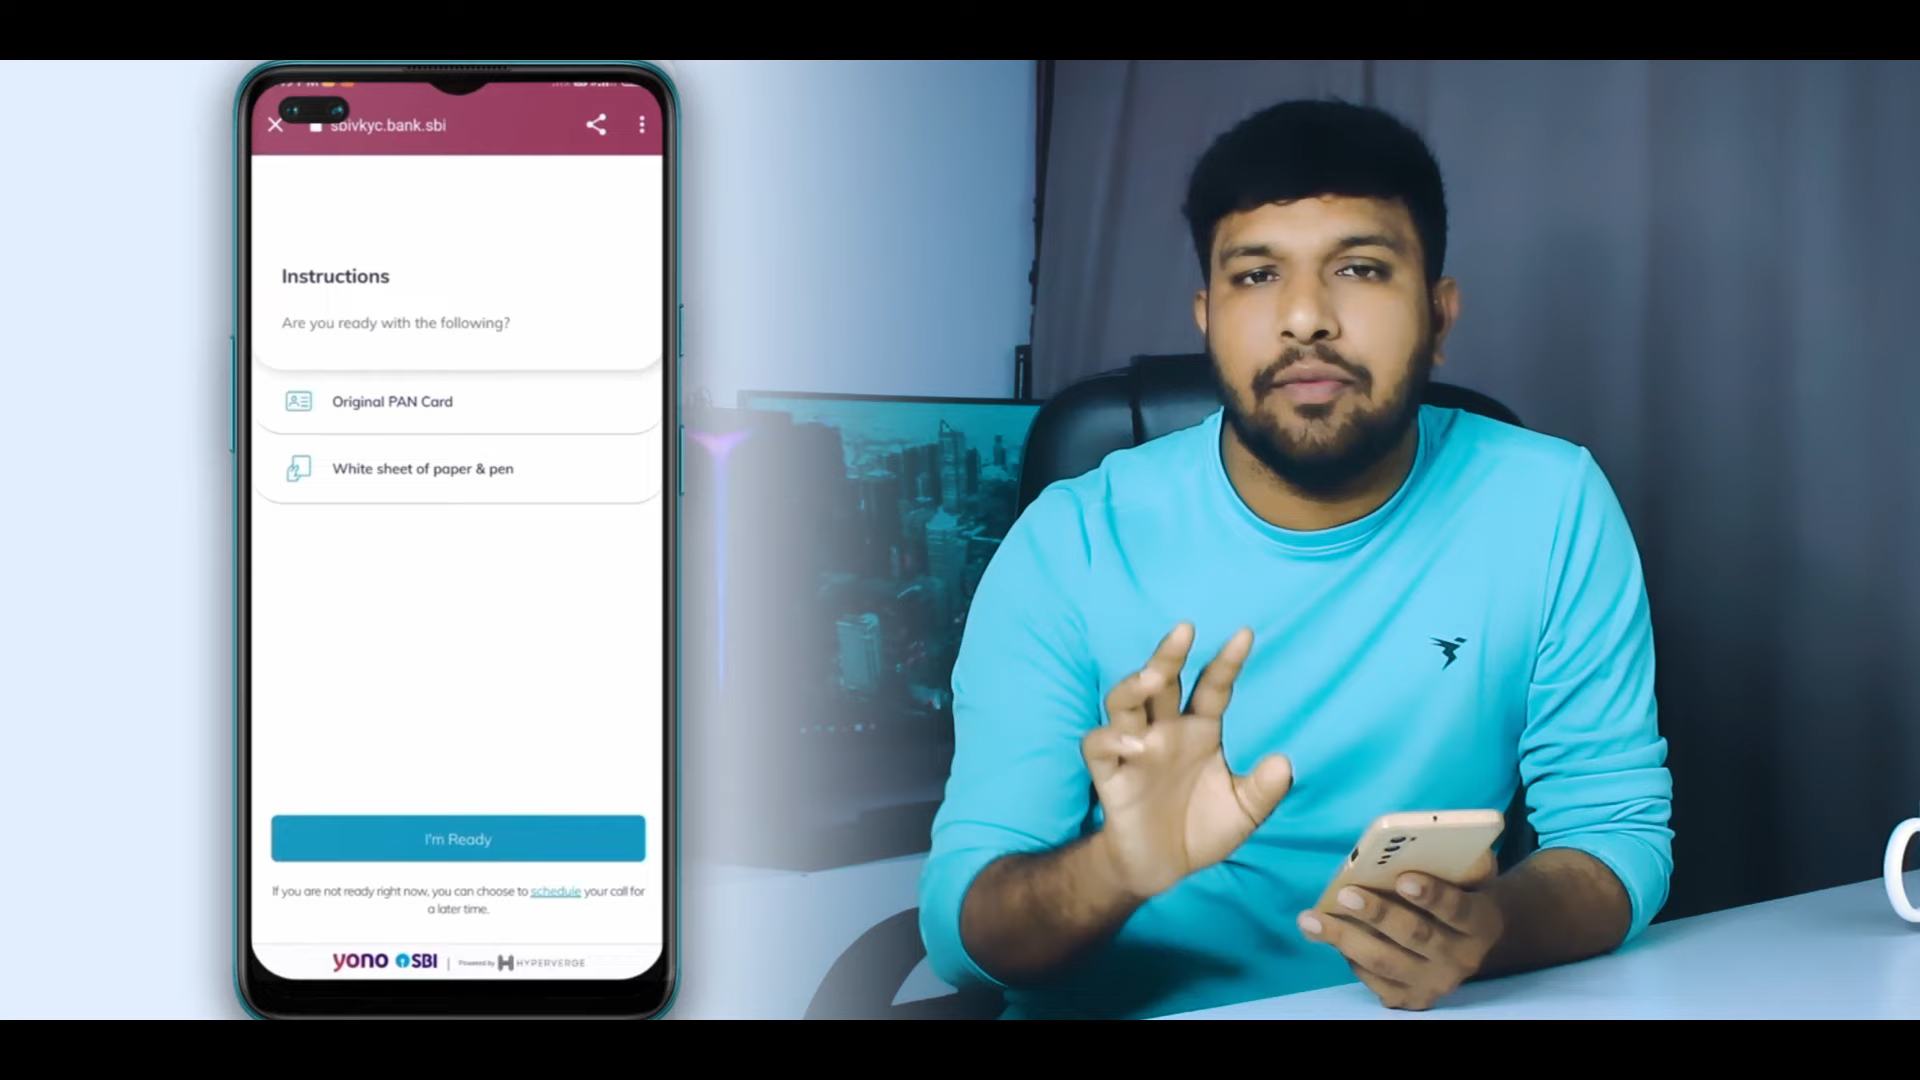 sbivkyc.bank.sbi
Instructions
Are you ready with the following?
Original PAN Card
White sheet of paper & pen
I'm Ready
If you are not ready right now, you can choose to schedule your call for
a later time.
yono SBI | Powered by HYPERVERGE